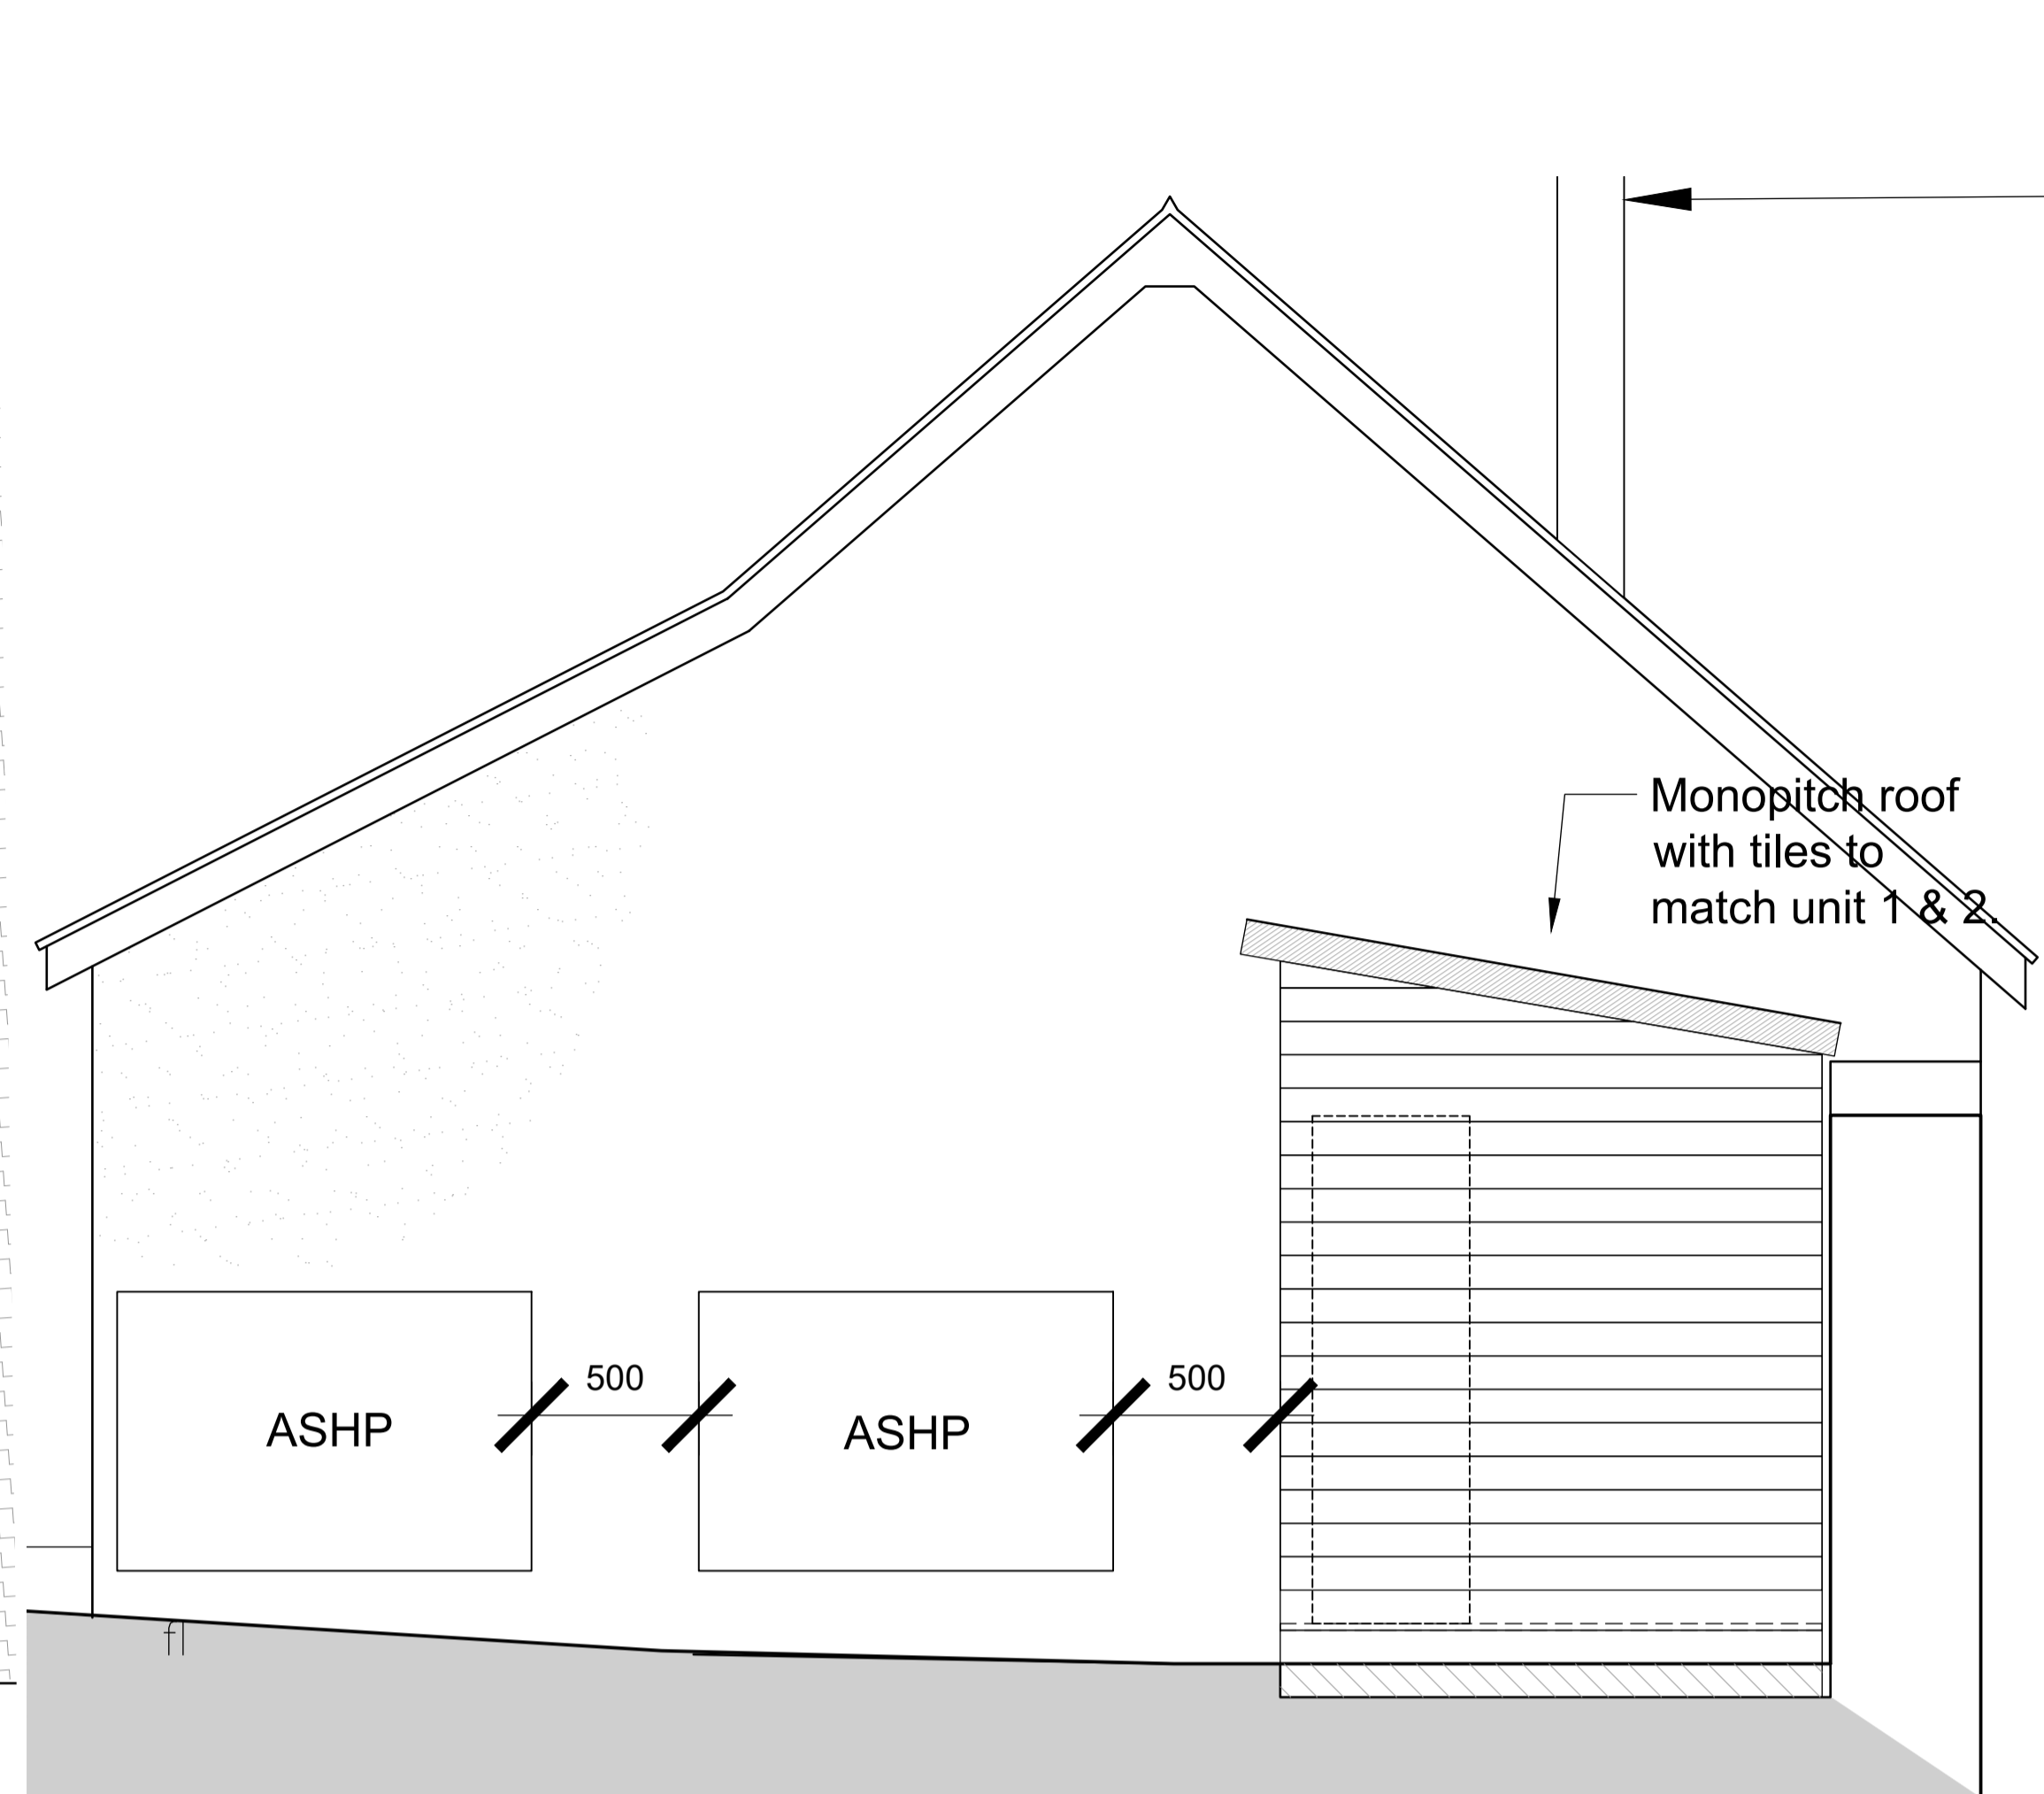 Monopitch roof
with tiles to
match unit 1 & 2.
500
500
ASHP
ASHP